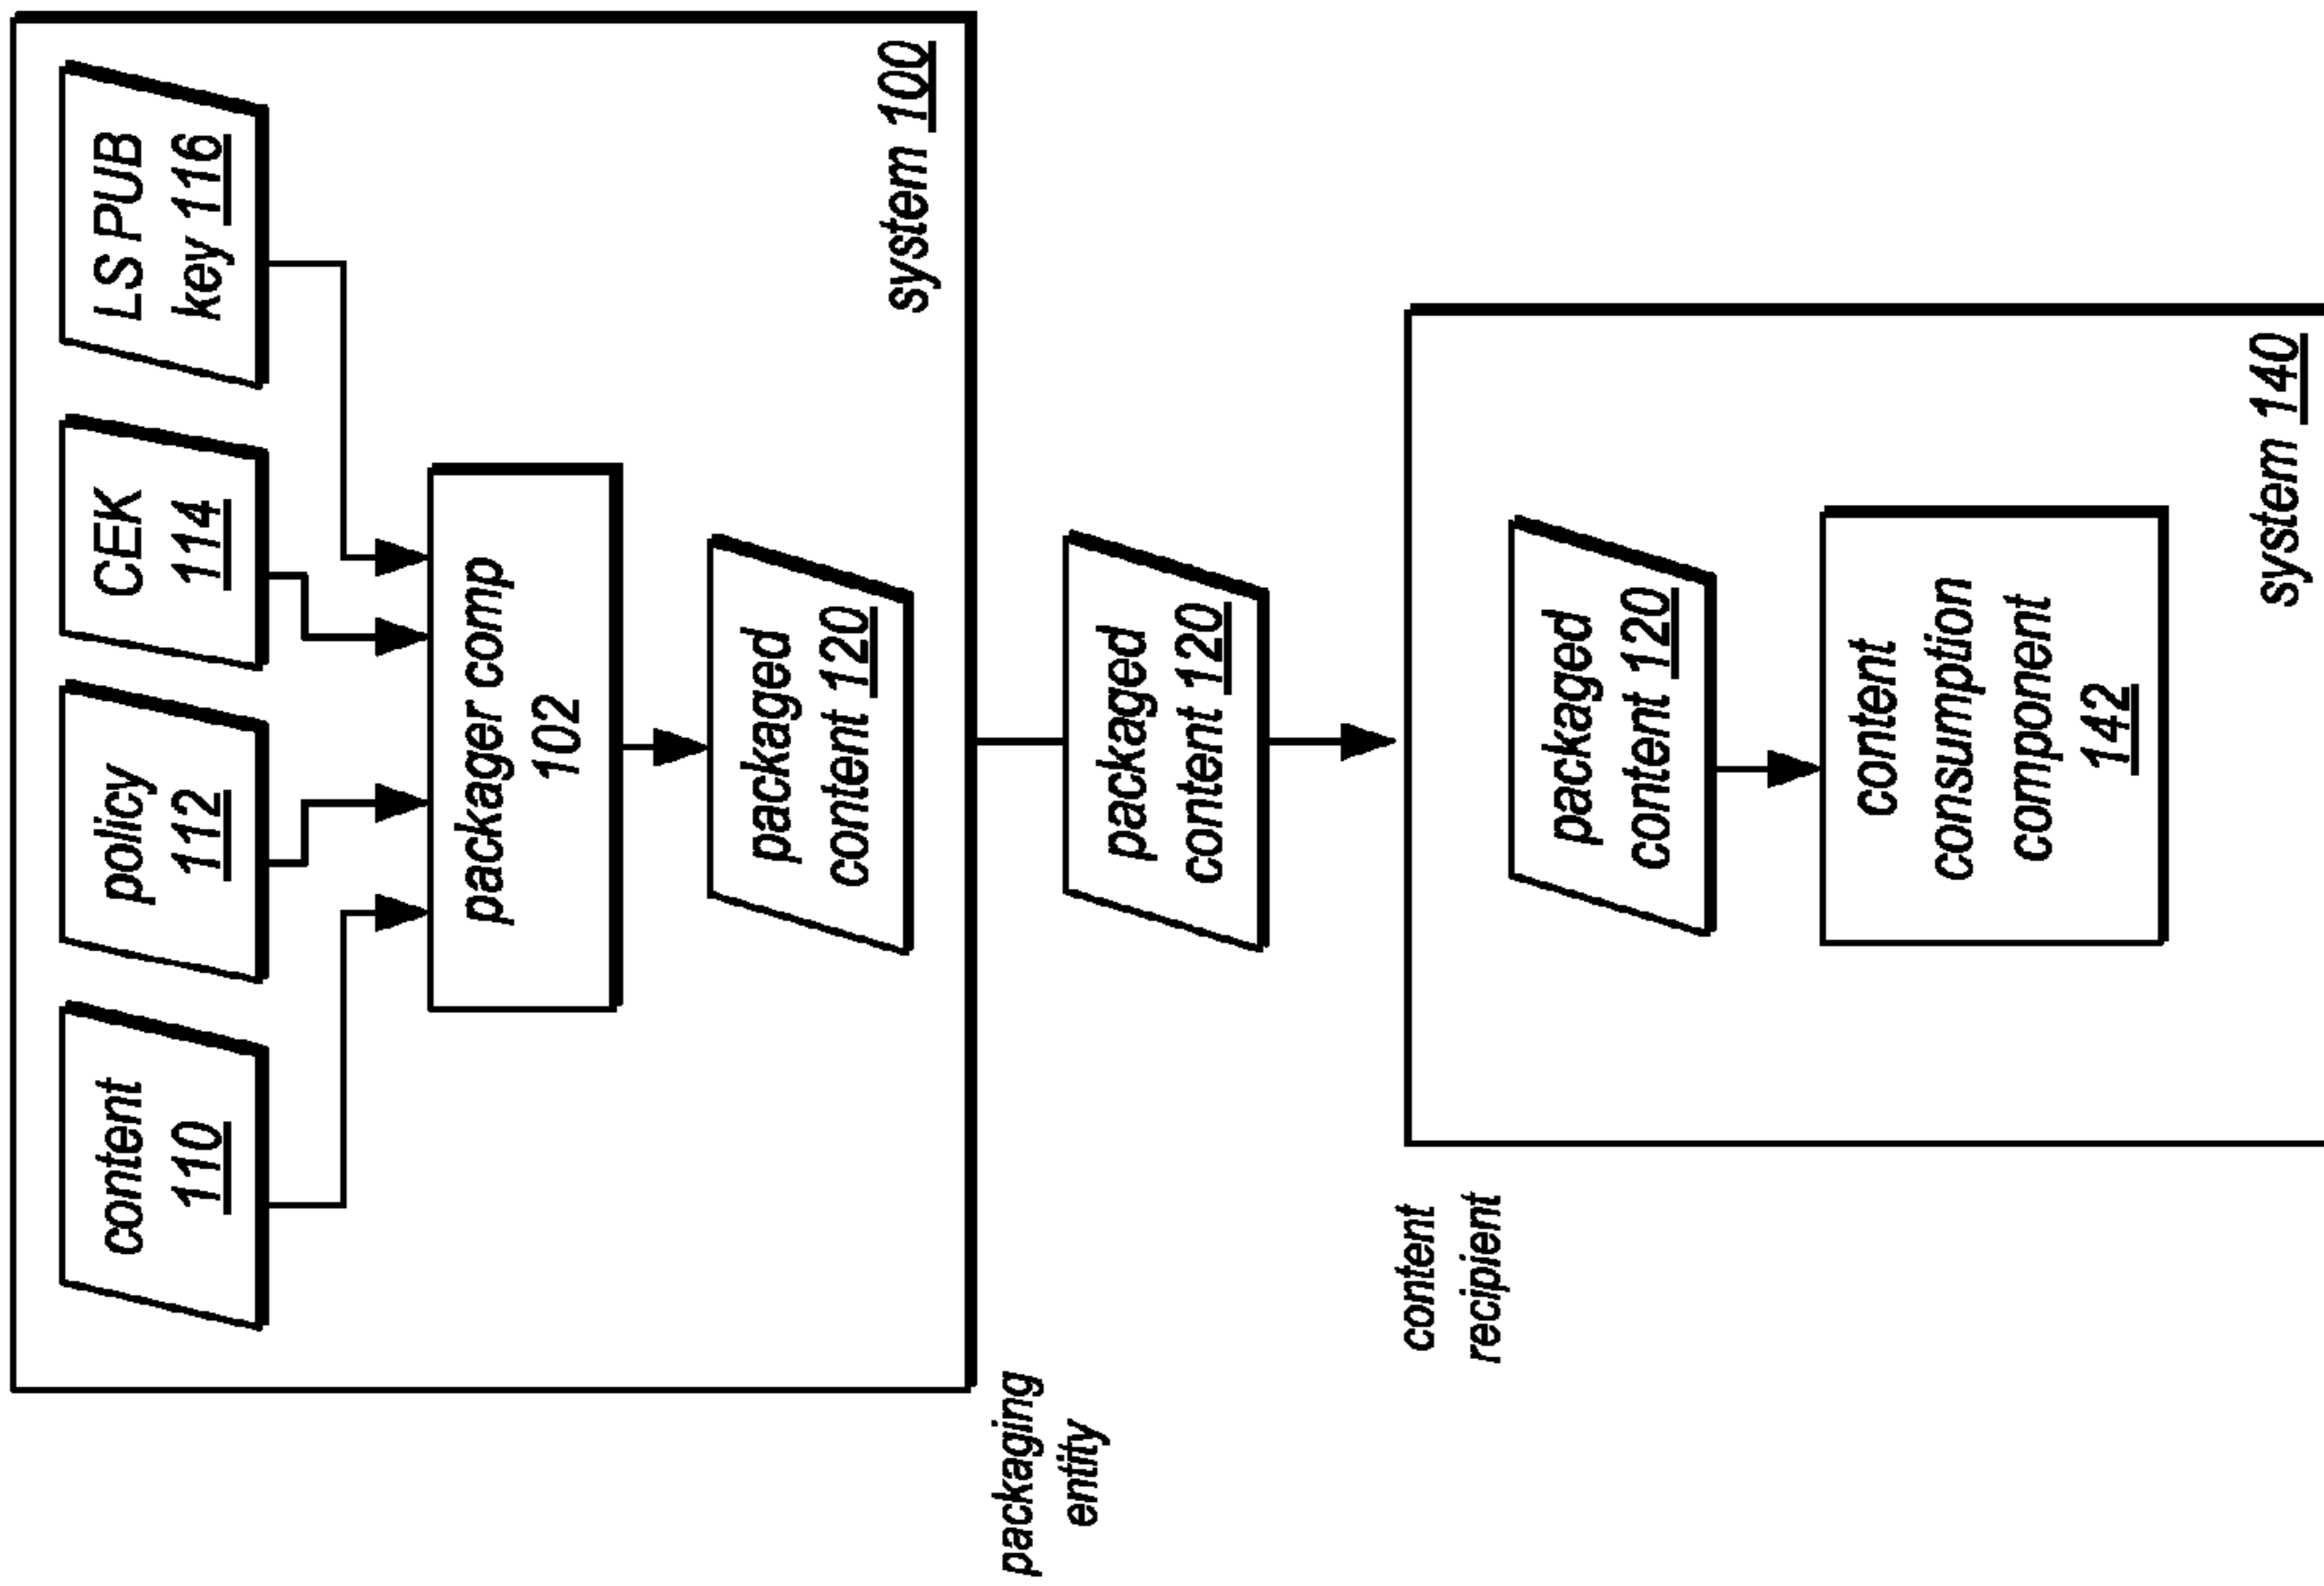 content
110
policy
112
CEK
114
LS PUB
key 116
packager comp
102
packaged
content 120
system 100
packaging
entity
packaged
content 120
content
recipient
packaged
content 120
content
consumption
component
142
system 140